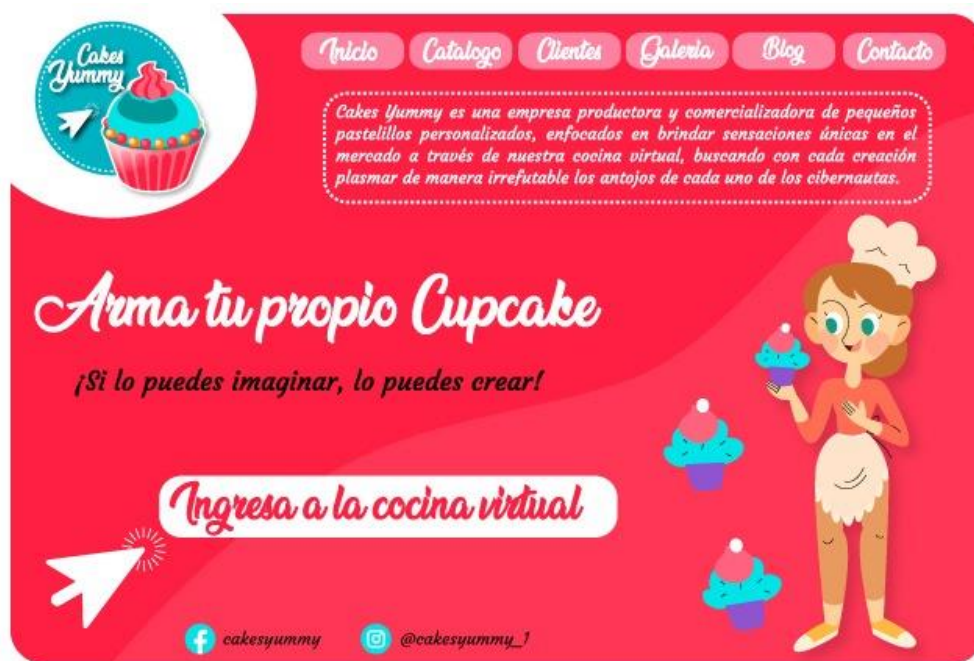 Cakes
Yummy
Inicio
Catalogo
Clientes
Galeria
Blog
Contacto
Cakes Yummy es una empresa productora y comercializadora de pequeños
pastelillos personalizados, enfocados en brindar sensaciones únicas en el
mercado a través de nuestra cocina virtual, buscando con cada creación
plasmar de manera irrefutable los antojos de cada uno de los cibernautas.
Arma tu propio Cupcake
¡Si lo puedes imaginar, lo puedes crear!
Ingresa a la cocina virtual
cakesyummy
@cakesyummy_1